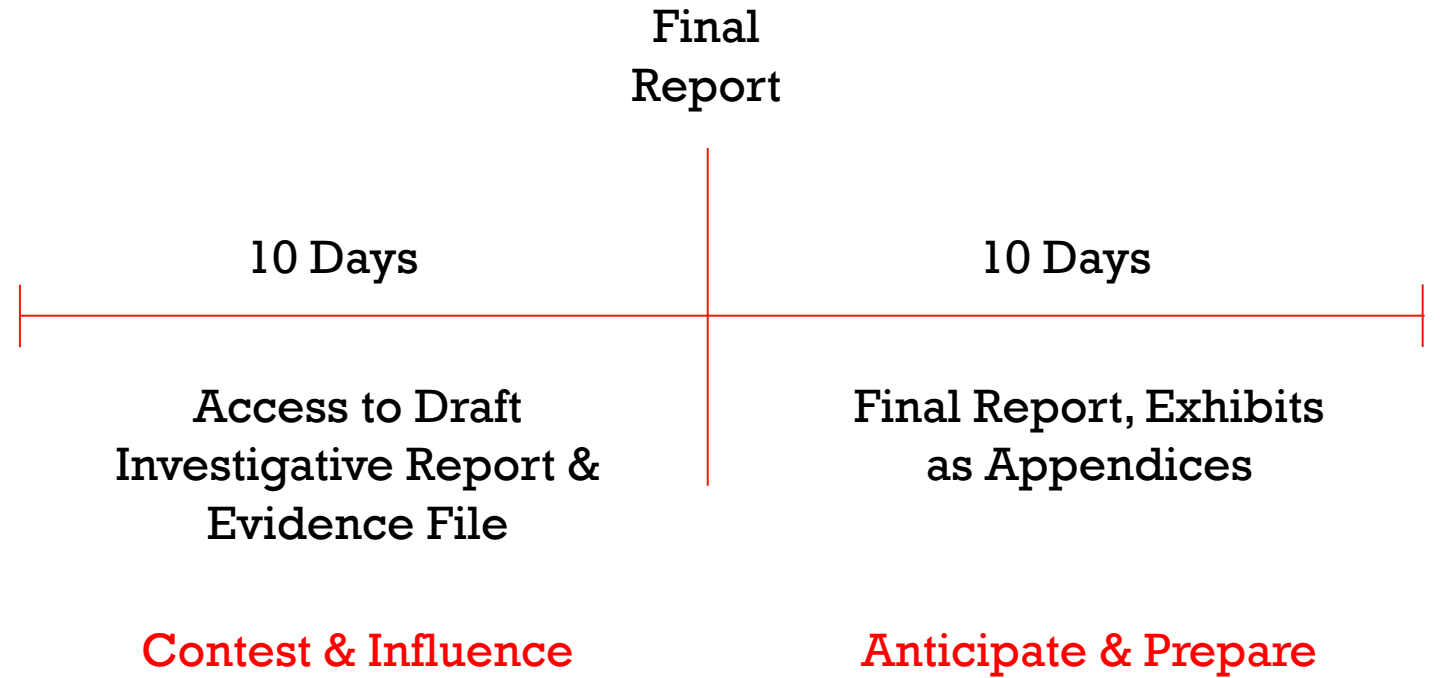 Final
Report
10 Days
10 Days
Access to Draft
Investigative Report &
Evidence File
Final Report, Exhibits
as Appendices
Contest & Influence
Anticipate & Prepare